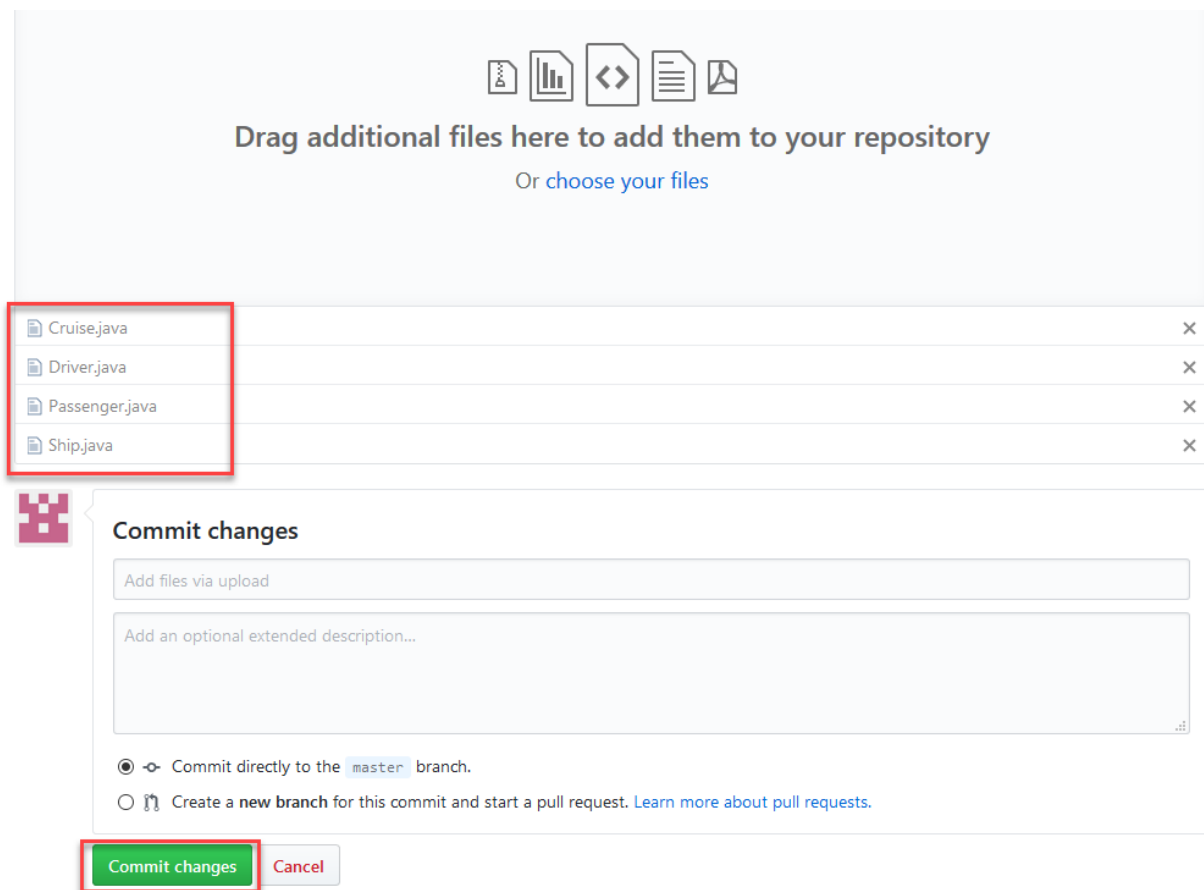 Drag additional files here to add them to your repository
Or choose your files
Cruise.java
Driver.java
Passenger.java
Ship.java
Commit changes
Add files via upload
Add an optional extended description...
Commit directly to the master branch.
Create a new branch for this commit and start a pull request. Learn more about pull requests.
Commit changes Cancel